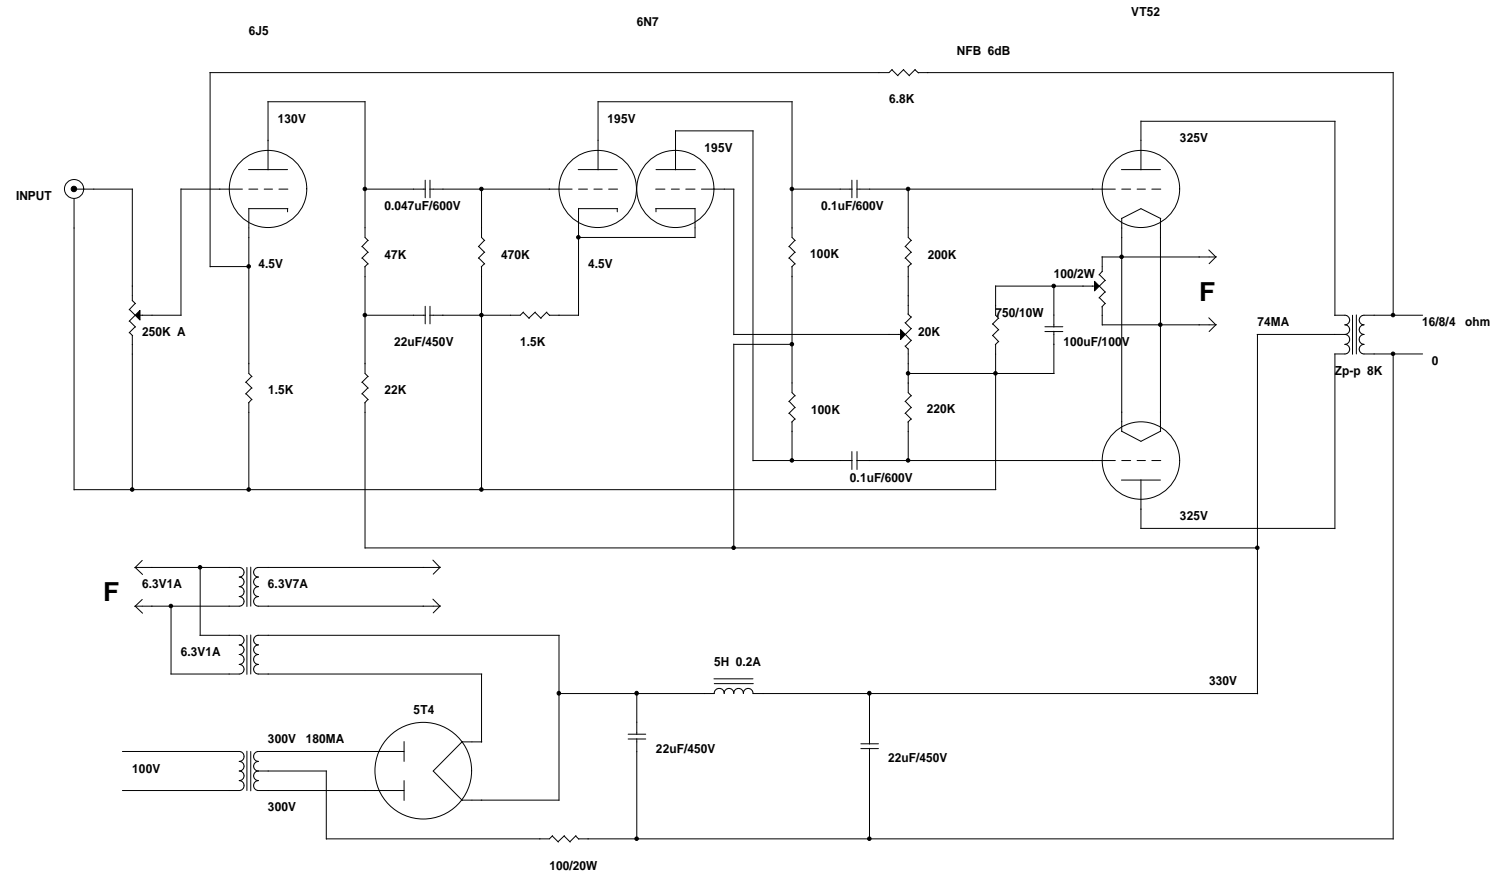 VT52
6N7
6J5
NFB 6dB
6.8K
130V
195V
325V
195V
INPUT
0.047uF/600V
0.1uF/600V
47K
470K
100K
200K
4.5V
4.5V
100/2W
F
750/10W
250K A
20K
74MA
16/8/4 ohm
22uF/450V
1.5K
100uF/100V
0
Zp-p 8K
1.5K
22K
100K
220K
0.1uF/600V
325V
6.3V1A
6.3V7A
F
6.3V1A
5H 0.2A
330V
5T4
300V 180MA
22uF/450V
22uF/450V
100V
300V
100/20W